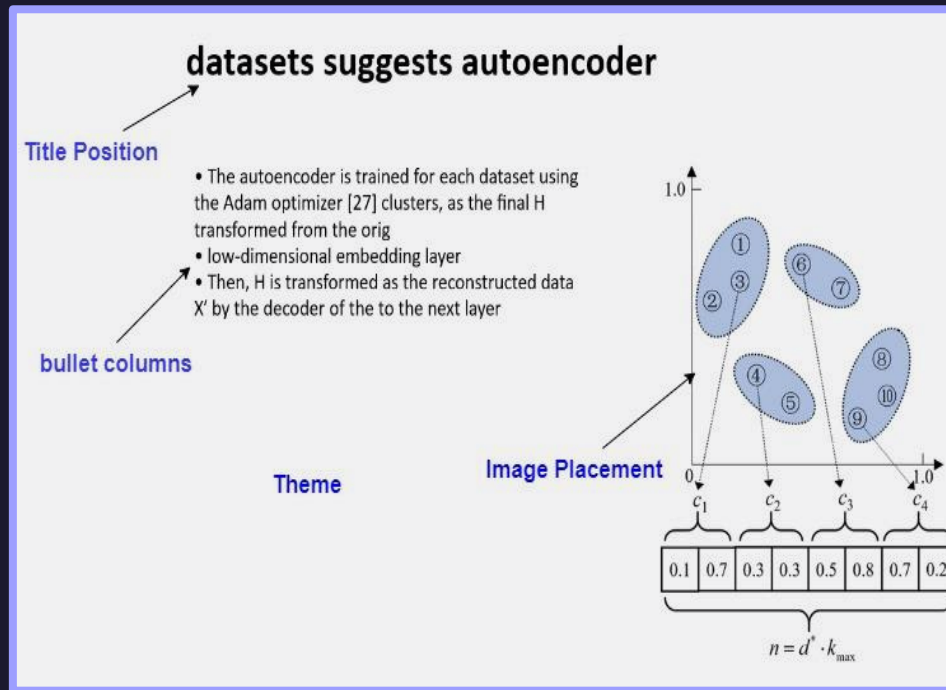 datasets suggests autoencoder
Title Position
• The autoencoder is trained for each dataset using
the Adam optimizer [27] clusters, as the final H
transformed from the orig
• low-dimensional embedding layer
• Then, H is transformed as the reconstructed data
X' by the decoder of the to the next layer
bullet columns
Theme
Image Placement
1.0
① ② ③ ⑥ ⑦
④ ⑤ ⑧ ⑩ ⑨
0 1.0
c1 c2 c3 c4
0.1 0.7 0.3 0.3 0.5 0.8 0.7 0.2
n = d* · kmax